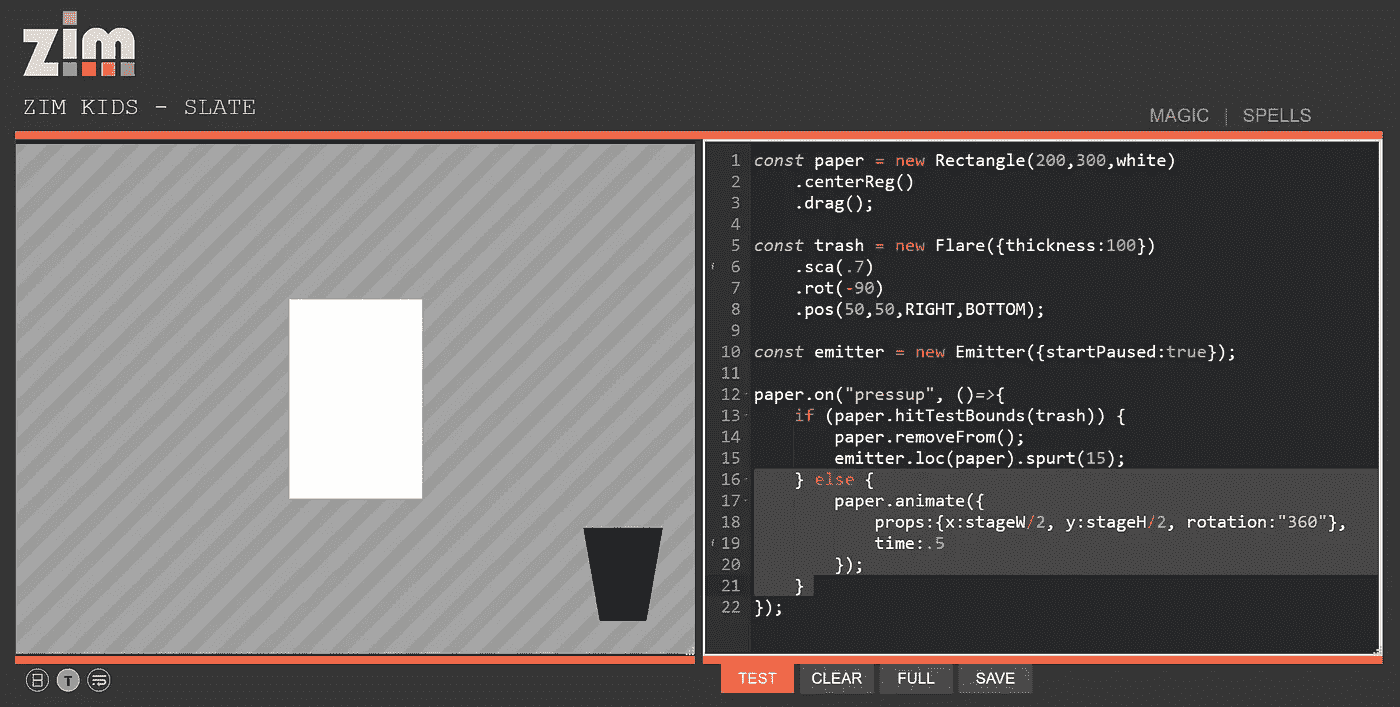 zim
ZIM KIDS - SLATE
MAGIC | SPELLS
1 const paper = new Rectangle(200,300,white)
2     .centerReg()
3     .drag();
4
5 const trash = new Flare({thickness:100})
i 6     .sca(.7)
7     .rot(-90)
8     .pos(50,50,RIGHT,BOTTOM);
9
10 const emitter = new Emitter({startPaused:true});
11
12 paper.on("pressup", ()=>{
13     if (paper.hitTestBounds(trash)) {
14         paper.removeFrom();
15         emitter.loc(paper).spurt(15);
16     } else {
17         paper.animate({
18             props:{x:stageW/2, y:stageH/2, rotation:"360"},
i 19             time:.5
20         });
21     }
22 });
T
TEST CLEAR FULL SAVE